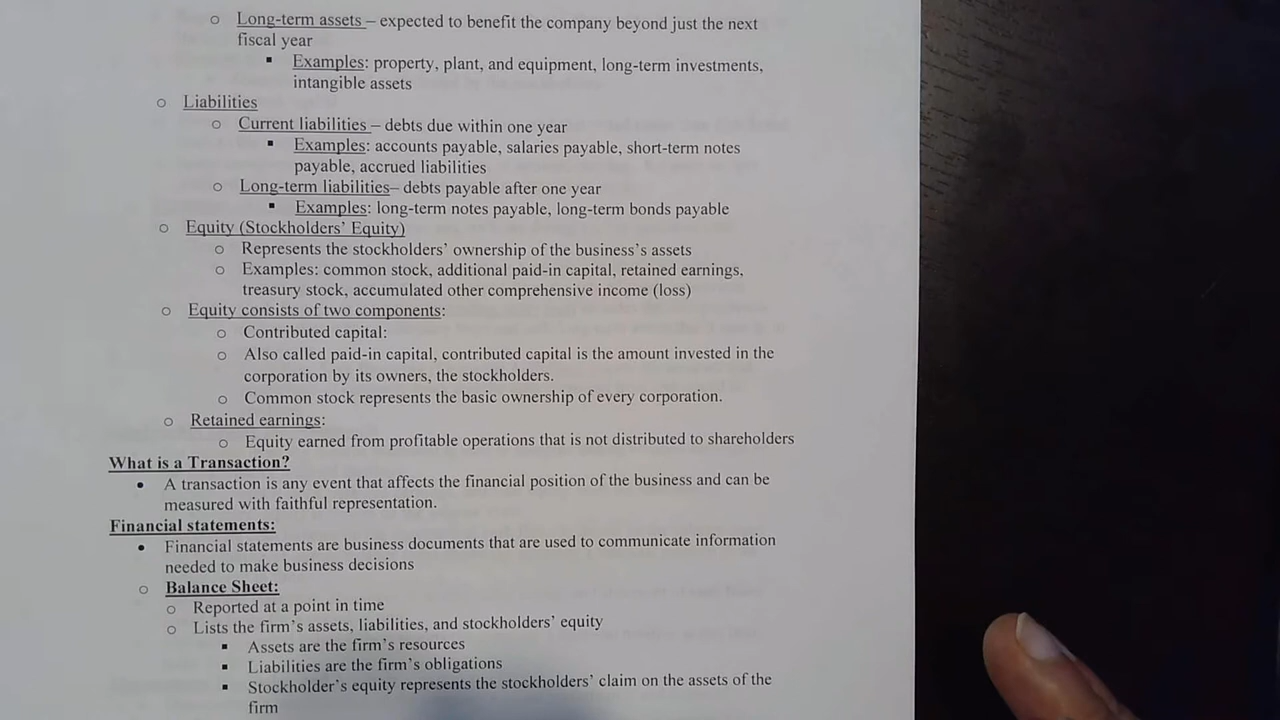 o Long-term assets – expected to benefit the company beyond just the next
fiscal year
▪ Examples: property, plant, and equipment, long-term investments,
intangible assets
o Liabilities
o Current liabilities – debts due within one year
▪ Examples: accounts payable, salaries payable, short-term notes
payable, accrued liabilities
o Long-term liabilities– debts payable after one year
▪ Examples: long-term notes payable, long-term bonds payable
o Equity (Stockholders’ Equity)
o Represents the stockholders’ ownership of the business’s assets
o Examples: common stock, additional paid-in capital, retained earnings,
treasury stock, accumulated other comprehensive income (loss)
o Equity consists of two components:
o Contributed capital:
o Also called paid-in capital, contributed capital is the amount invested in the
corporation by its owners, the stockholders.
o Common stock represents the basic ownership of every corporation.
o Retained earnings:
o Equity earned from profitable operations that is not distributed to shareholders
What is a Transaction?
• A transaction is any event that affects the financial position of the business and can be
measured with faithful representation.
Financial statements:
• Financial statements are business documents that are used to communicate information
needed to make business decisions
o Balance Sheet:
o Reported at a point in time
o Lists the firm’s assets, liabilities, and stockholders’ equity
▪ Assets are the firm’s resources
▪ Liabilities are the firm’s obligations
▪ Stockholder’s equity represents the stockholders’ claim on the assets of the
firm